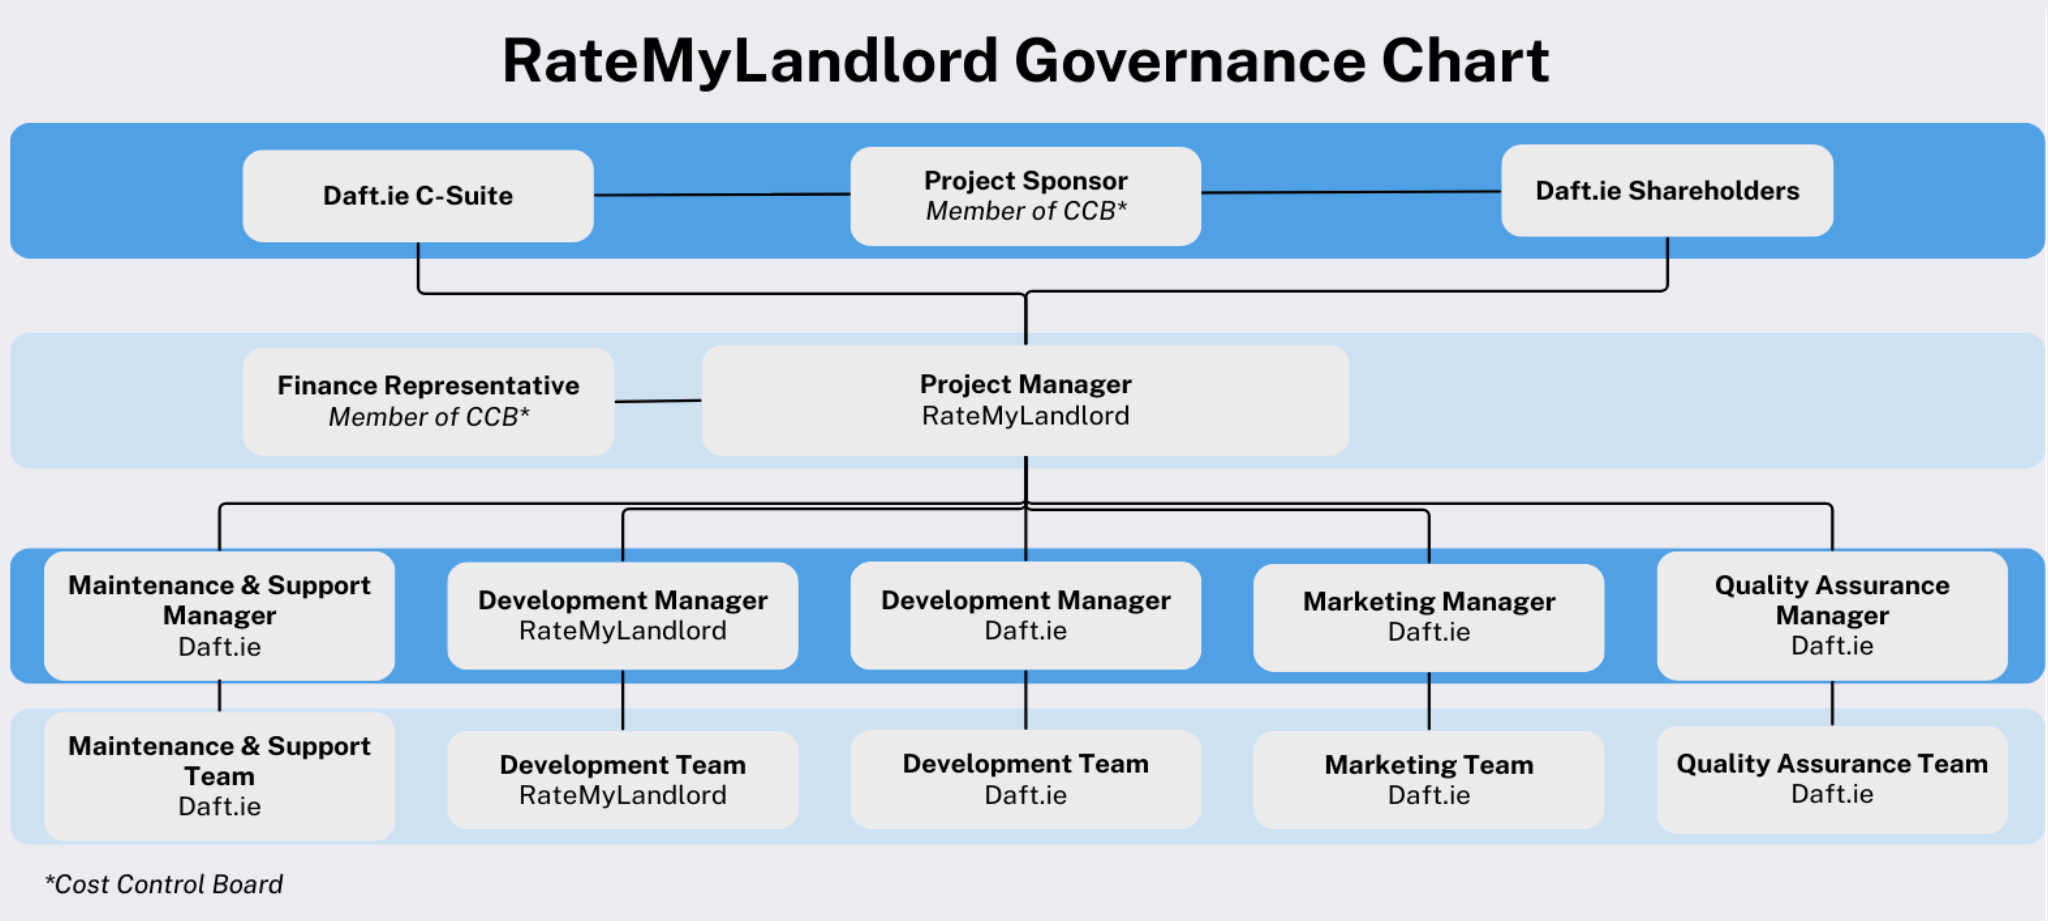 RateMyLandlord Governance Chart
Daft.ie C-Suite
Project Sponsor
Member of CCB*
Daft.ie Shareholders
Finance Representative
Member of CCB*
Project Manager
RateMyLandlord
Maintenance & Support
Manager
Daft.ie
Development Manager
RateMyLandlord
Development Manager
Daft.ie
Marketing Manager
Daft.ie
Quality Assurance
Manager
Daft.ie
Maintenance & Support
Team
Daft.ie
Development Team
RateMyLandlord
Development Team
Daft.ie
Marketing Team
Daft.ie
Quality Assurance Team
Daft.ie
*Cost Control Board